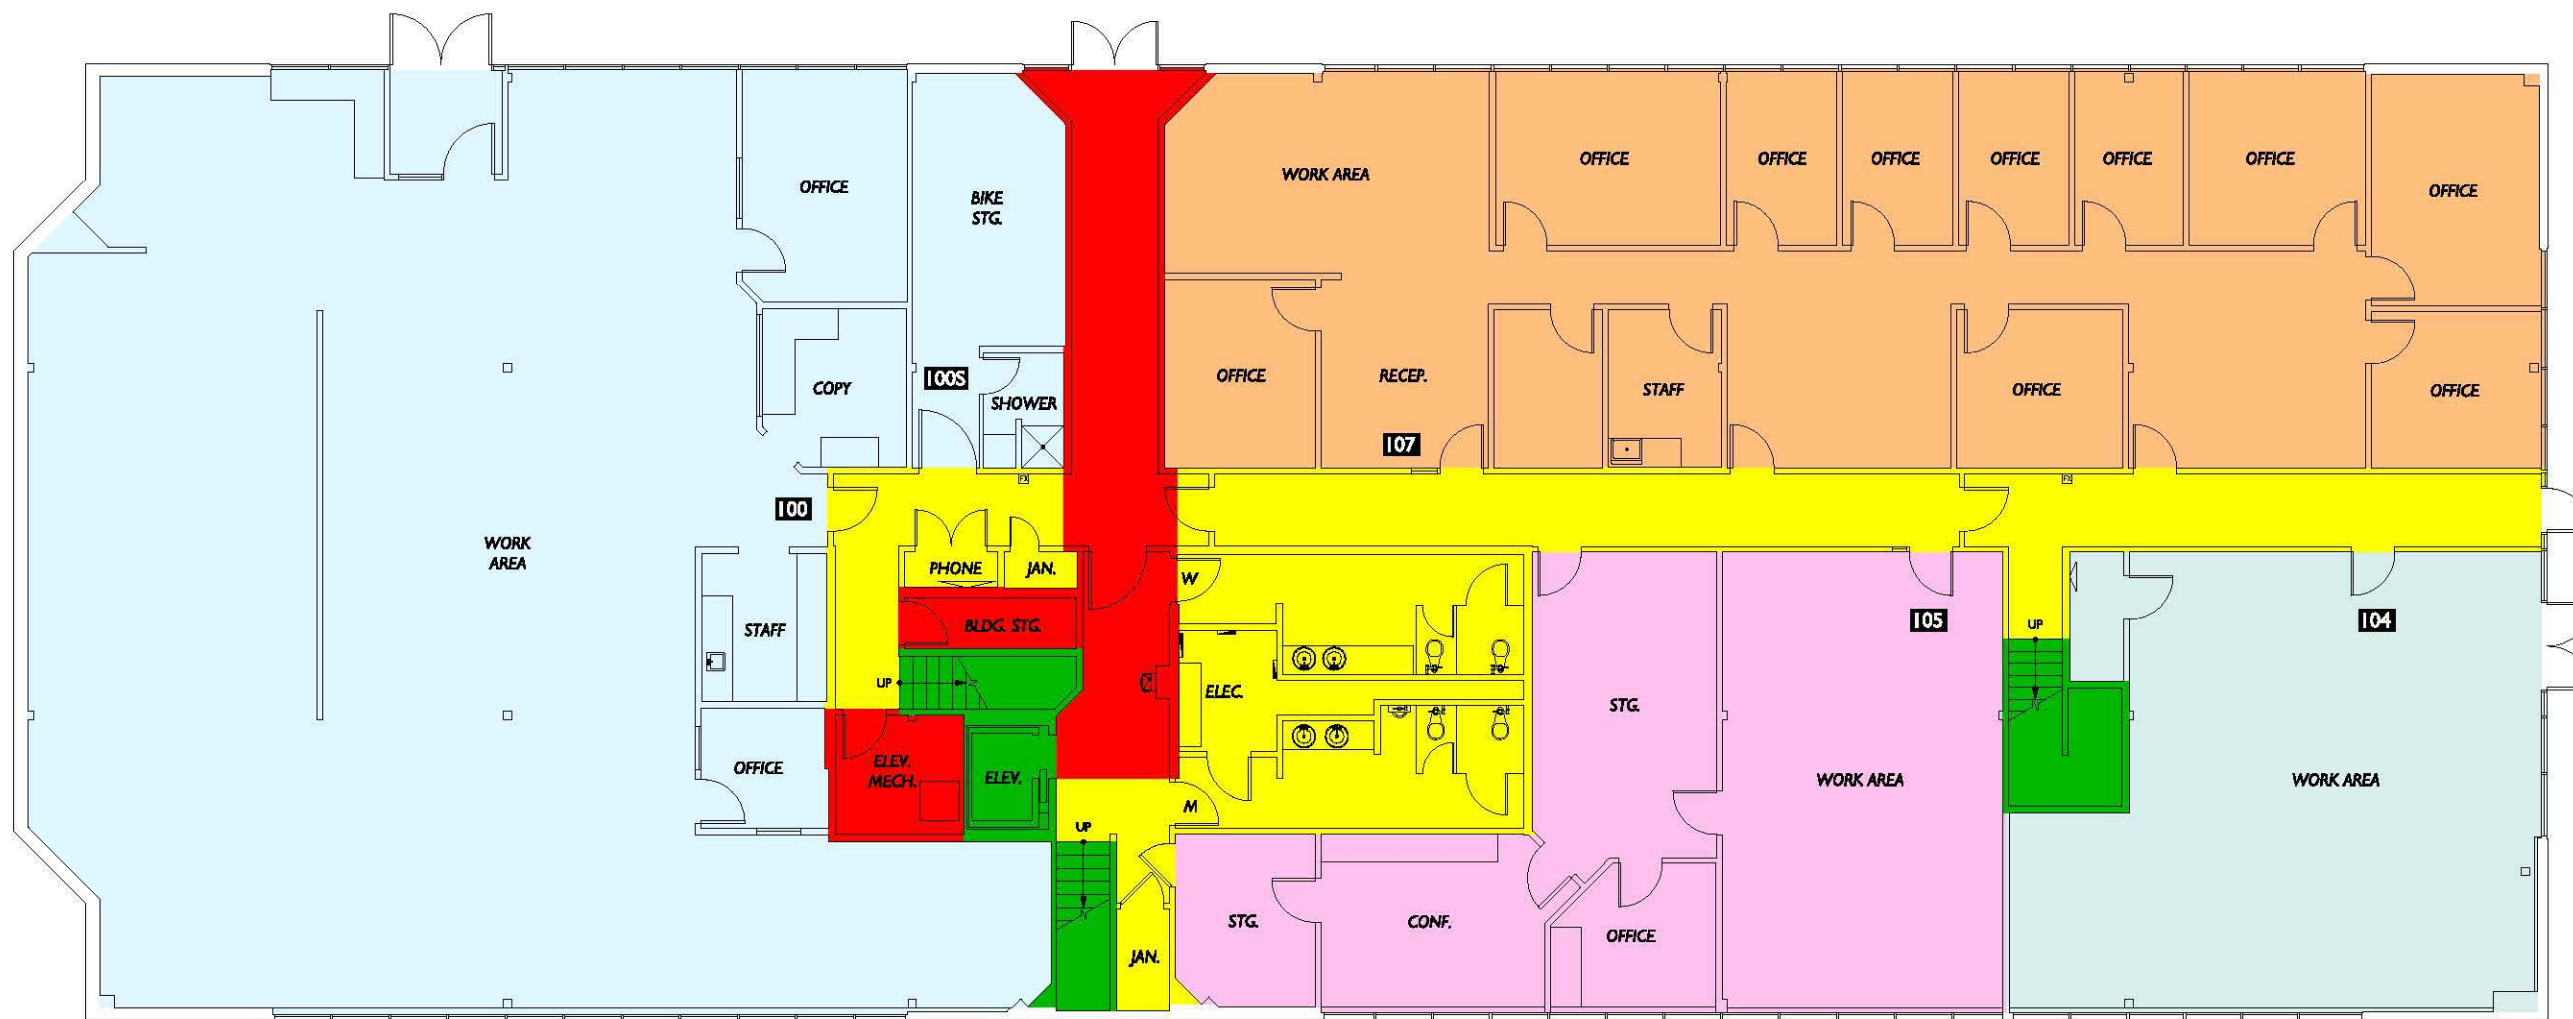 OFFICE
OFFICE
OFFICE
OFFICE
OFFICE
OFFICE
WORK AREA
OFFICE
OFFICE
BIKE
STG.
OFFICE
RECEP.
100S
COPY
SHOWER
STAFF
OFFICE
OFFICE
107
FX
FX
100
WORK
AREA
PHONE
JAN.
W
STAFF
BLDG. STG.
105
104
UP
UP
ELEC.
STG.
OFFICE
ELEV.
MECH.
ELEV.
WORK AREA
WORK AREA
M
UP
STG.
CONF.
OFFICE
JAN.